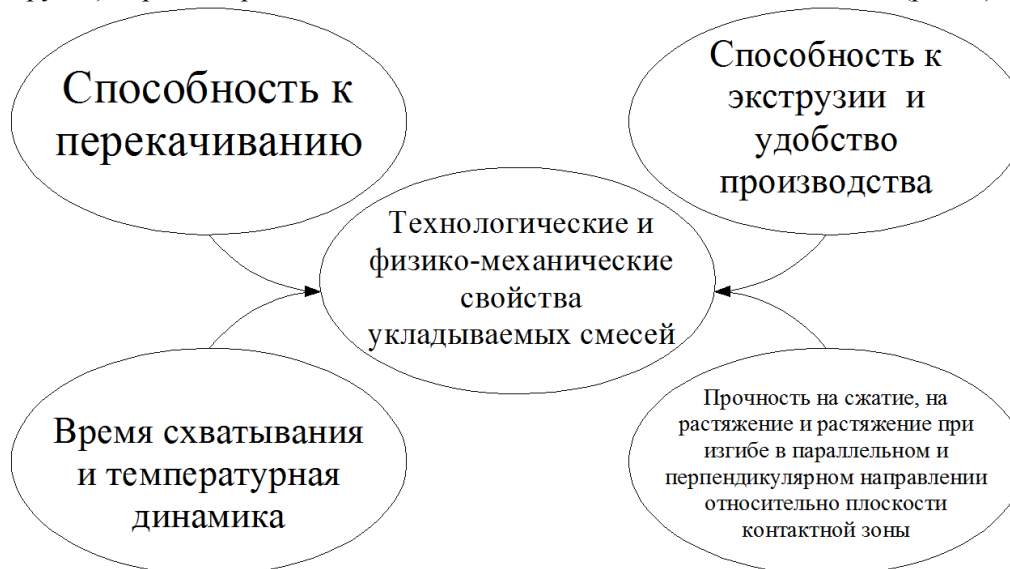 Способность к
перекачиванию
Способность к
экструзии и
удобство
производства
Технологические и
физико-механические
свойства
укладываемых смесей
Время схватывания
и температурная
динамика
Прочность на сжатие, на
растяжение и растяжение при
изгибе в параллельном и
перпендикулярном направлении
относительно плоскости
контактной зоны